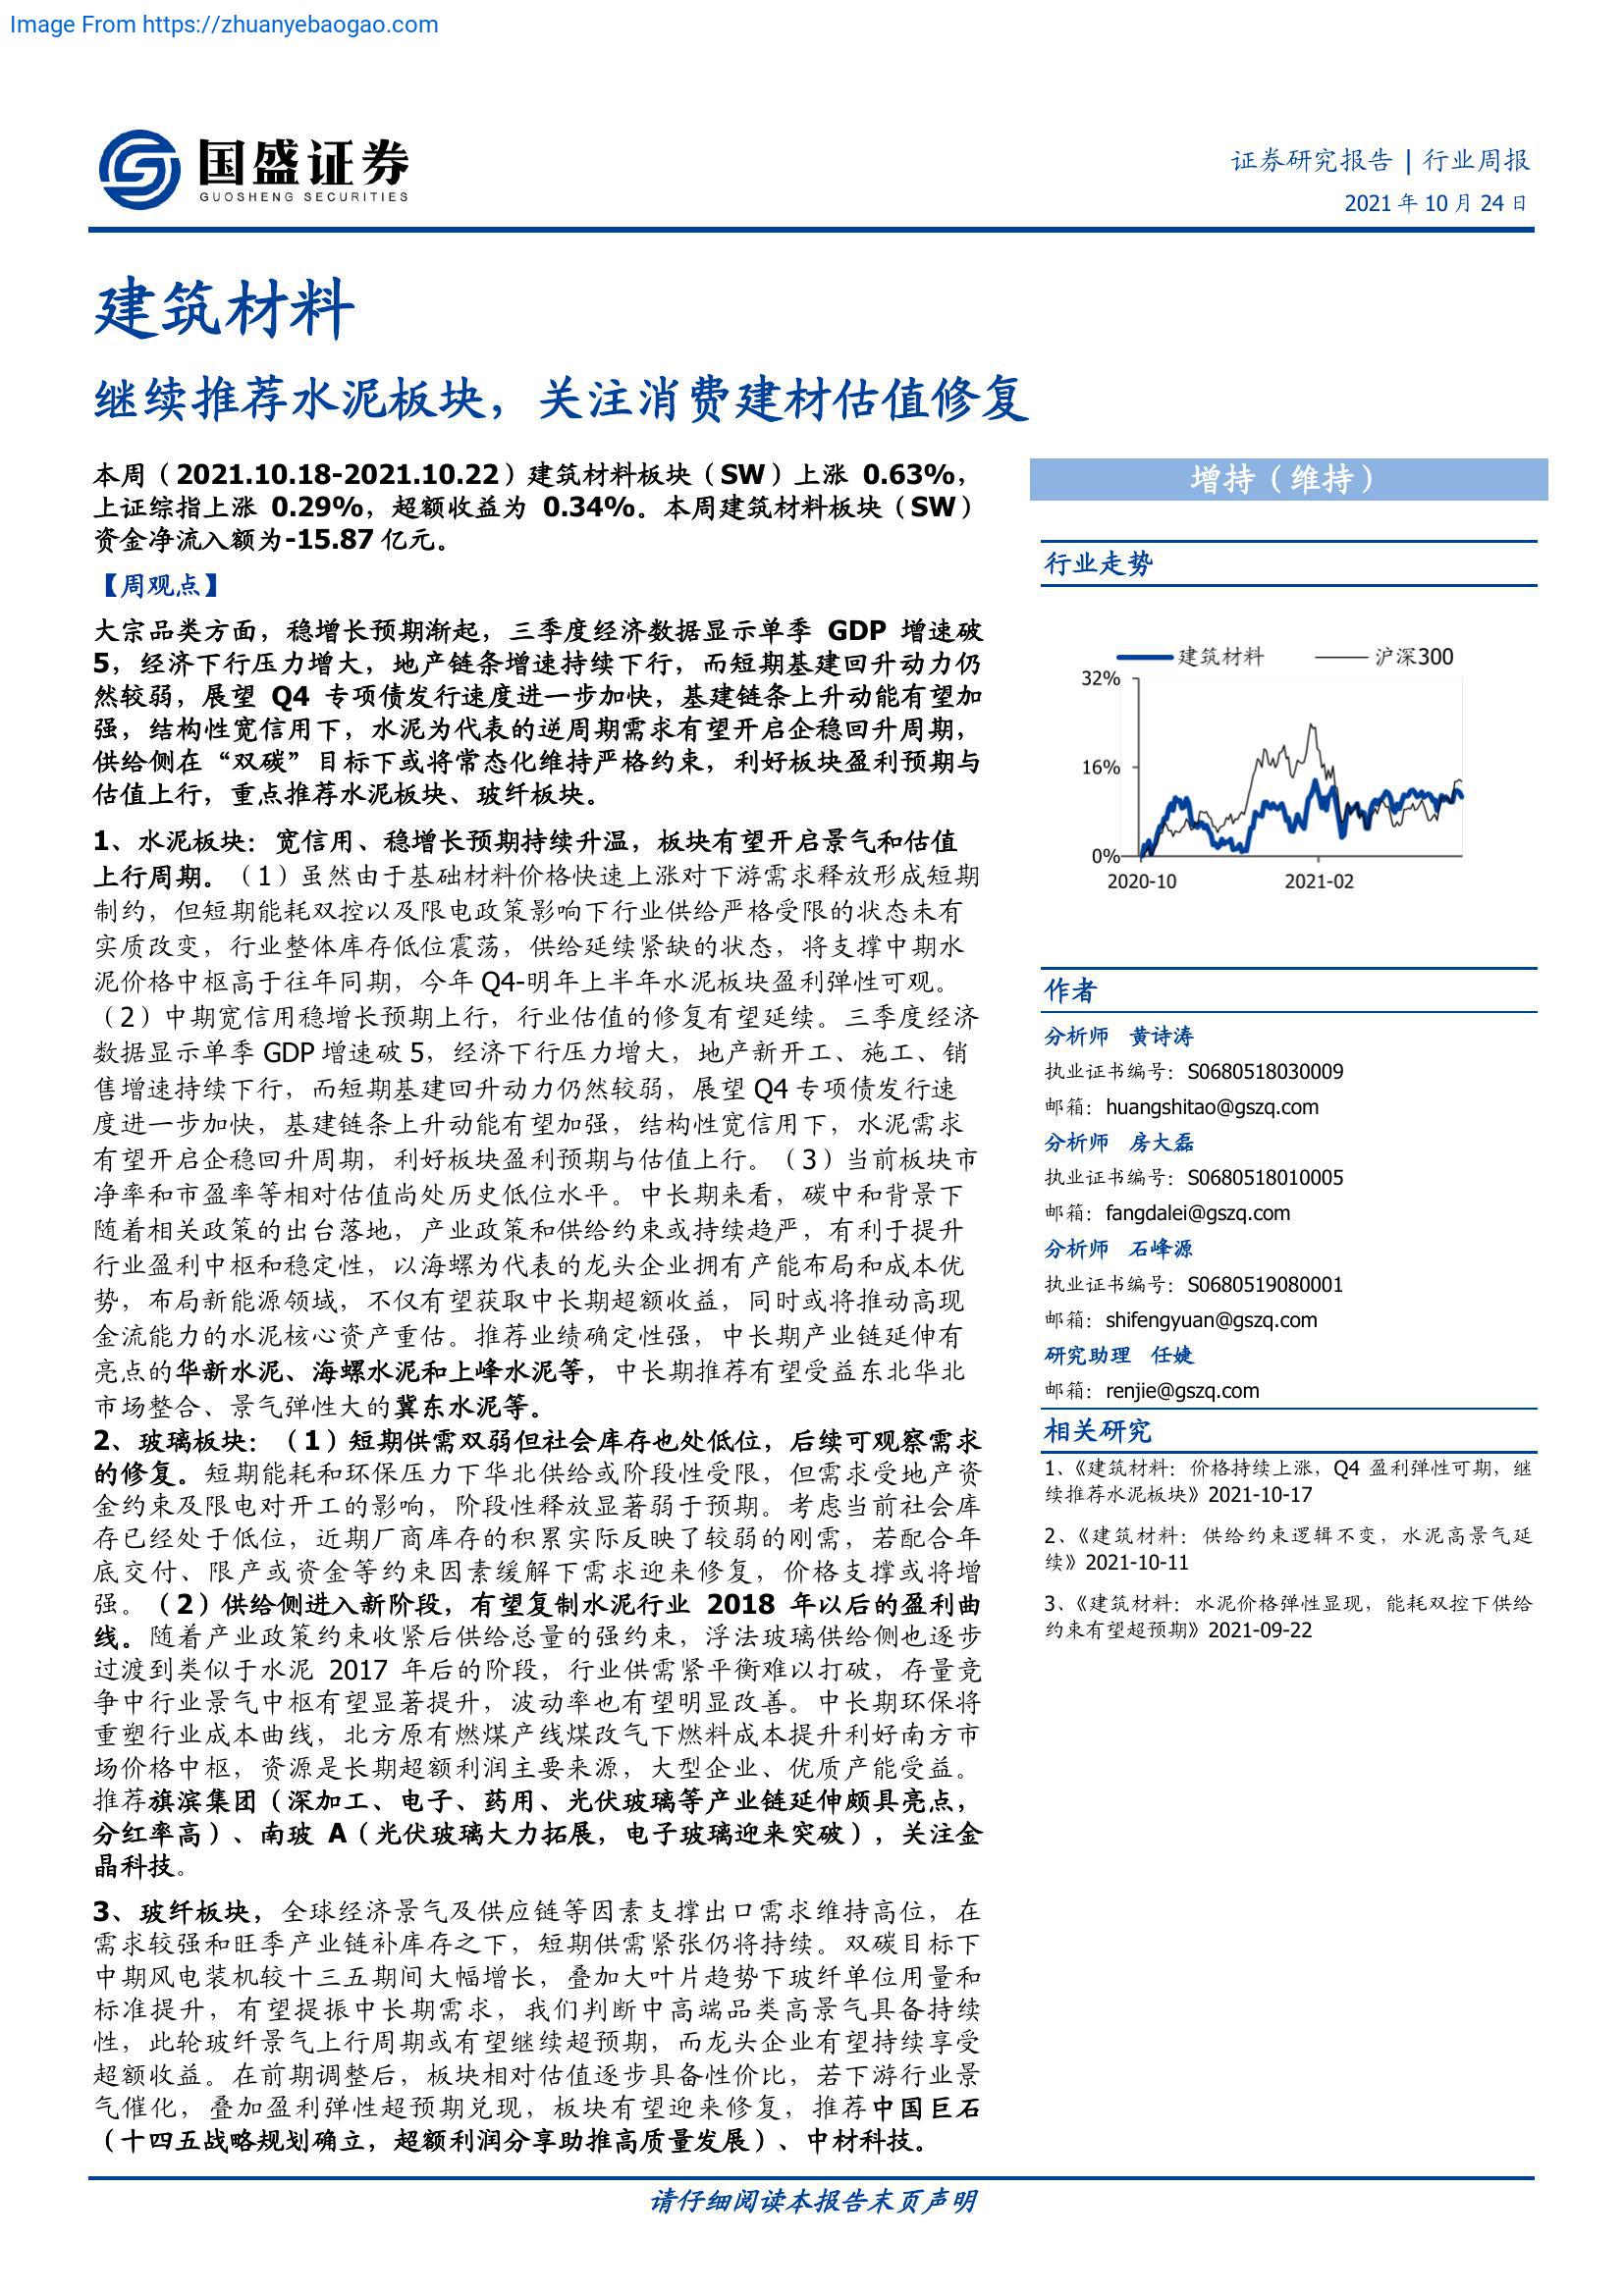 Image From https://zhuanyebaogao.com
国盛证券
GUOSHENG SECURITIES
证券研究报告 | 行业周报
2021 年 10 月 24 日
建筑材料
继续推荐水泥板块，关注消费建材估值修复
本周（2021.10.18-2021.10.22）建筑材料板块（SW）上涨 0.63%，
上证综指上涨 0.29%，超额收益为 0.34%。本周建筑材料板块（SW）
资金净流入额为-15.87 亿元。
【周观点】
大宗品类方面，稳增长预期渐起，三季度经济数据显示单季 GDP 增速破
5，经济下行压力增大，地产链条增速持续下行，而短期基建回升动力仍
然较弱，展望 Q4 专项债发行速度进一步加快，基建链条上升动能有望加
强，结构性宽信用下，水泥为代表的逆周期需求有望开启企稳回升周期，
供给侧在“双碳”目标下或将常态化维持严格约束，利好板块盈利预期与
估值上行，重点推荐水泥板块、玻纤板块。
1、水泥板块：宽信用、稳增长预期持续升温，板块有望开启景气和估值
上行周期。（1）虽然由于基础材料价格快速上涨对下游需求释放形成短期
制约，但短期能耗双控以及限电政策影响下行业供给严格受限的状态未有
实质改变，行业整体库存低位震荡，供给延续紧缺的状态，将支撑中期水
泥价格中枢高于往年同期，今年 Q4-明年上半年水泥板块盈利弹性可观。
（2）中期宽信用稳增长预期上行，行业估值的修复有望延续。三季度经济
数据显示单季 GDP 增速破 5，经济下行压力增大，地产新开工、施工、销
售增速持续下行，而短期基建回升动力仍然较弱，展望 Q4 专项债发行速
度进一步加快，基建链条上升动能有望加强，结构性宽信用下，水泥需求
有望开启企稳回升周期，利好板块盈利预期与估值上行。（3）当前板块市
净率和市盈率等相对估值尚处历史低位水平。中长期来看，碳中和背景下
随着相关政策的出台落地，产业政策和供给约束或持续趋严，有利于提升
行业盈利中枢和稳定性，以海螺为代表的龙头企业拥有产能布局和成本优
势，布局新能源领域，不仅有望获取中长期超额收益，同时或将推动高现
金流能力的水泥核心资产重估。推荐业绩确定性强，中长期产业链延伸有
亮点的华新水泥、海螺水泥和上峰水泥等，中长期推荐有望受益东北华北
市场整合、景气弹性大的冀东水泥等。
2、玻璃板块：（1）短期供需双弱但社会库存也处低位，后续可观察需求
的修复。短期能耗和环保压力下华北供给或阶段性受限，但需求受地产资
金约束及限电对开工的影响，阶段性释放显著弱于预期。考虑当前社会库
存已经处于低位，近期厂商库存的积累实际反映了较弱的刚需，若配合年
底交付、限产或资金等约束因素缓解下需求迎来修复，价格支撑或将增
强。（2）供给侧进入新阶段，有望复制水泥行业 2018 年以后的盈利曲
线。随着产业政策约束收紧后供给总量的强约束，浮法玻璃供给侧也逐步
过渡到类似于水泥 2017 年后的阶段，行业供需紧平衡难以打破，存量竞
争中行业景气中枢有望显著提升，波动率也有望明显改善。中长期环保将
重塑行业成本曲线，北方原有燃煤产线煤改气下燃料成本提升利好南方市
场价格中枢，资源是长期超额利润主要来源，大型企业、优质产能受益。
推荐旗滨集团（深加工、电子、药用、光伏玻璃等产业链延伸颇具亮点，
分红率高）、南玻 A（光伏玻璃大力拓展，电子玻璃迎来突破），关注金
晶科技。
3、玻纤板块，全球经济景气及供应链等因素支撑出口需求维持高位，在
需求较强和旺季产业链补库存之下，短期供需紧张仍将持续。双碳目标下
中期风电装机较十三五期间大幅增长，叠加大叶片趋势下玻纤单位用量和
标准提升，有望提振中长期需求，我们判断中高端品类高景气具备持续
性，此轮玻纤景气上行周期或有望继续超预期，而龙头企业有望持续享受
超额收益。在前期调整后，板块相对估值逐步具备性价比，若下游行业景
气催化，叠加盈利弹性超预期兑现，板块有望迎来修复，推荐中国巨石
（十四五战略规划确立，超额利润分享助推高质量发展）、中材科技。
增持（维持）
行业走势
建筑材料 沪深300
32%
16%
0%
2020-10 2021-02
作者
分析师 黄诗涛
执业证书编号：S0680518030009
邮箱：huangshitao@gszq.com
分析师 房大磊
执业证书编号：S0680518010005
邮箱：fangdalei@gszq.com
分析师 石峰源
执业证书编号：S0680519080001
邮箱：shifengyuan@gszq.com
研究助理 任婕
邮箱：renjie@gszq.com
相关研究
1、《建筑材料：价格持续上涨，Q4 盈利弹性可期，继
续推荐水泥板块》2021-10-17
2、《建筑材料：供给约束逻辑不变，水泥高景气延
续》2021-10-11
3、《建筑材料：水泥价格弹性显现，能耗双控下供给
约束有望超预期》2021-09-22
请仔细阅读本报告末页声明